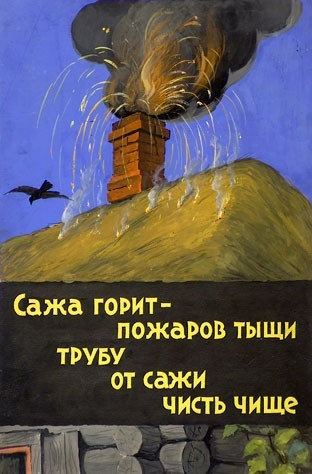 Сажа горит-
пожаров тыщи
трубу
от сажи
чисть чище